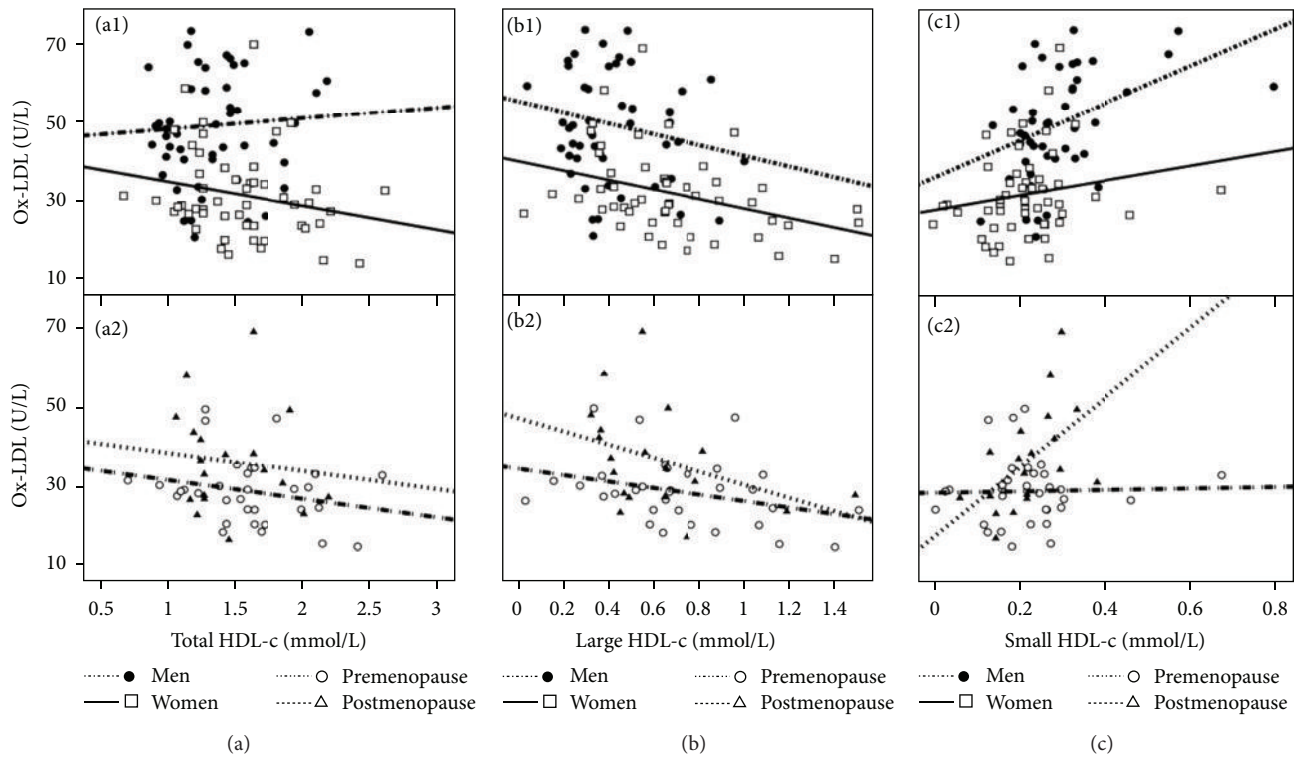 (a1)
(b1)
(c1)
70
50
30
10
Ox-LDL (U/L)
(a2)
(b2)
(c2)
70
50
30
10
Ox-LDL (U/L)
0.5 1 1.5 2 2.5 3
0 0.2 0.4 0.6 0.8 1 1.2 1.4
0 0.2 0.4 0.6 0.8
Total HDL-c (mmol/L)
Large HDL-c (mmol/L)
Small HDL-c (mmol/L)
Men Premenopause
Women Postmenopause
Men Premenopause
Women Postmenopause
Men Premenopause
Women Postmenopause
(a)
(b)
(c)